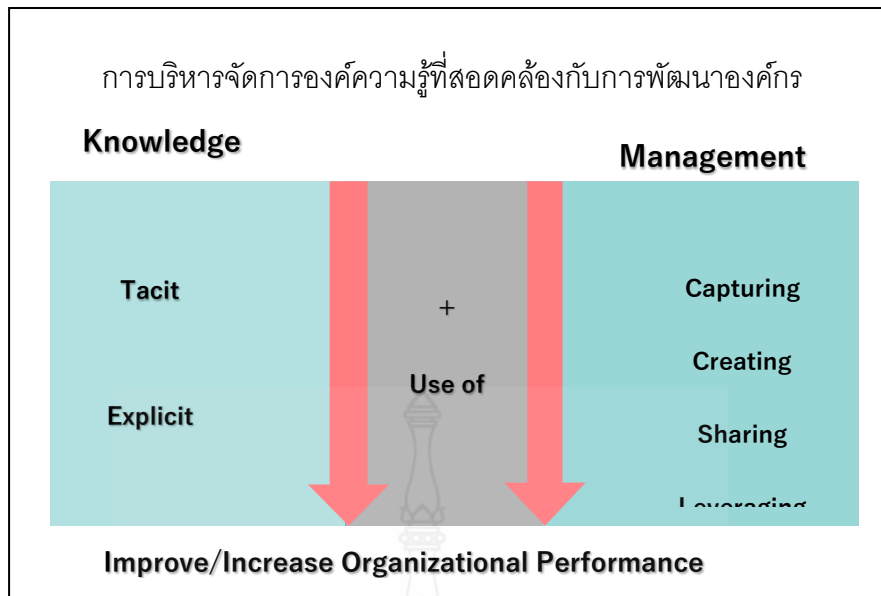 การบริหารจัดการองค์ความรู้ที่สอดคล้องกับการพัฒนาองค์กร
Knowledge
Management
Tacit
Explicit
+
Use of
Capturing
Creating
Sharing
Leveraging
Improve/Increase Organizational Performance